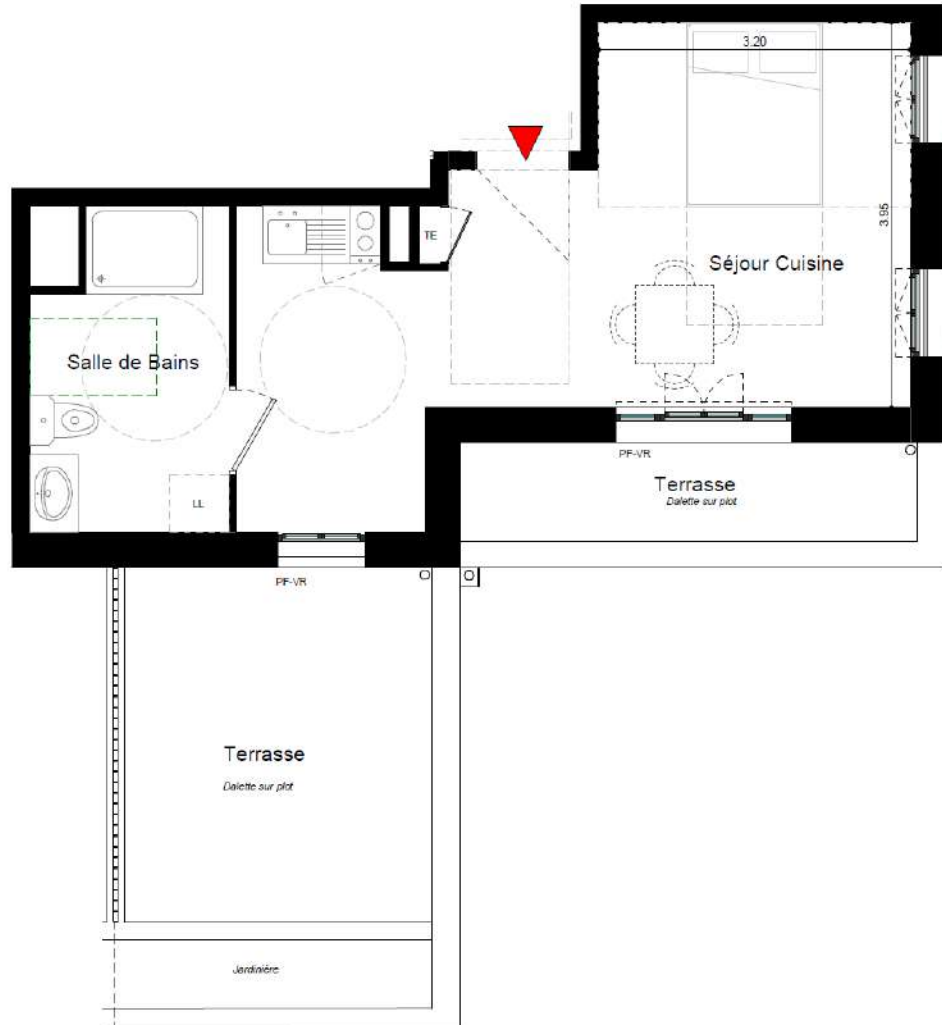 3.20
TE
3.95
Séjour Cuisine
Salle de Bains
LL
PF-VR
Terrasse
Dalette sur plot
PF-VR
Terrasse
Dalette sur plot
Jardinière